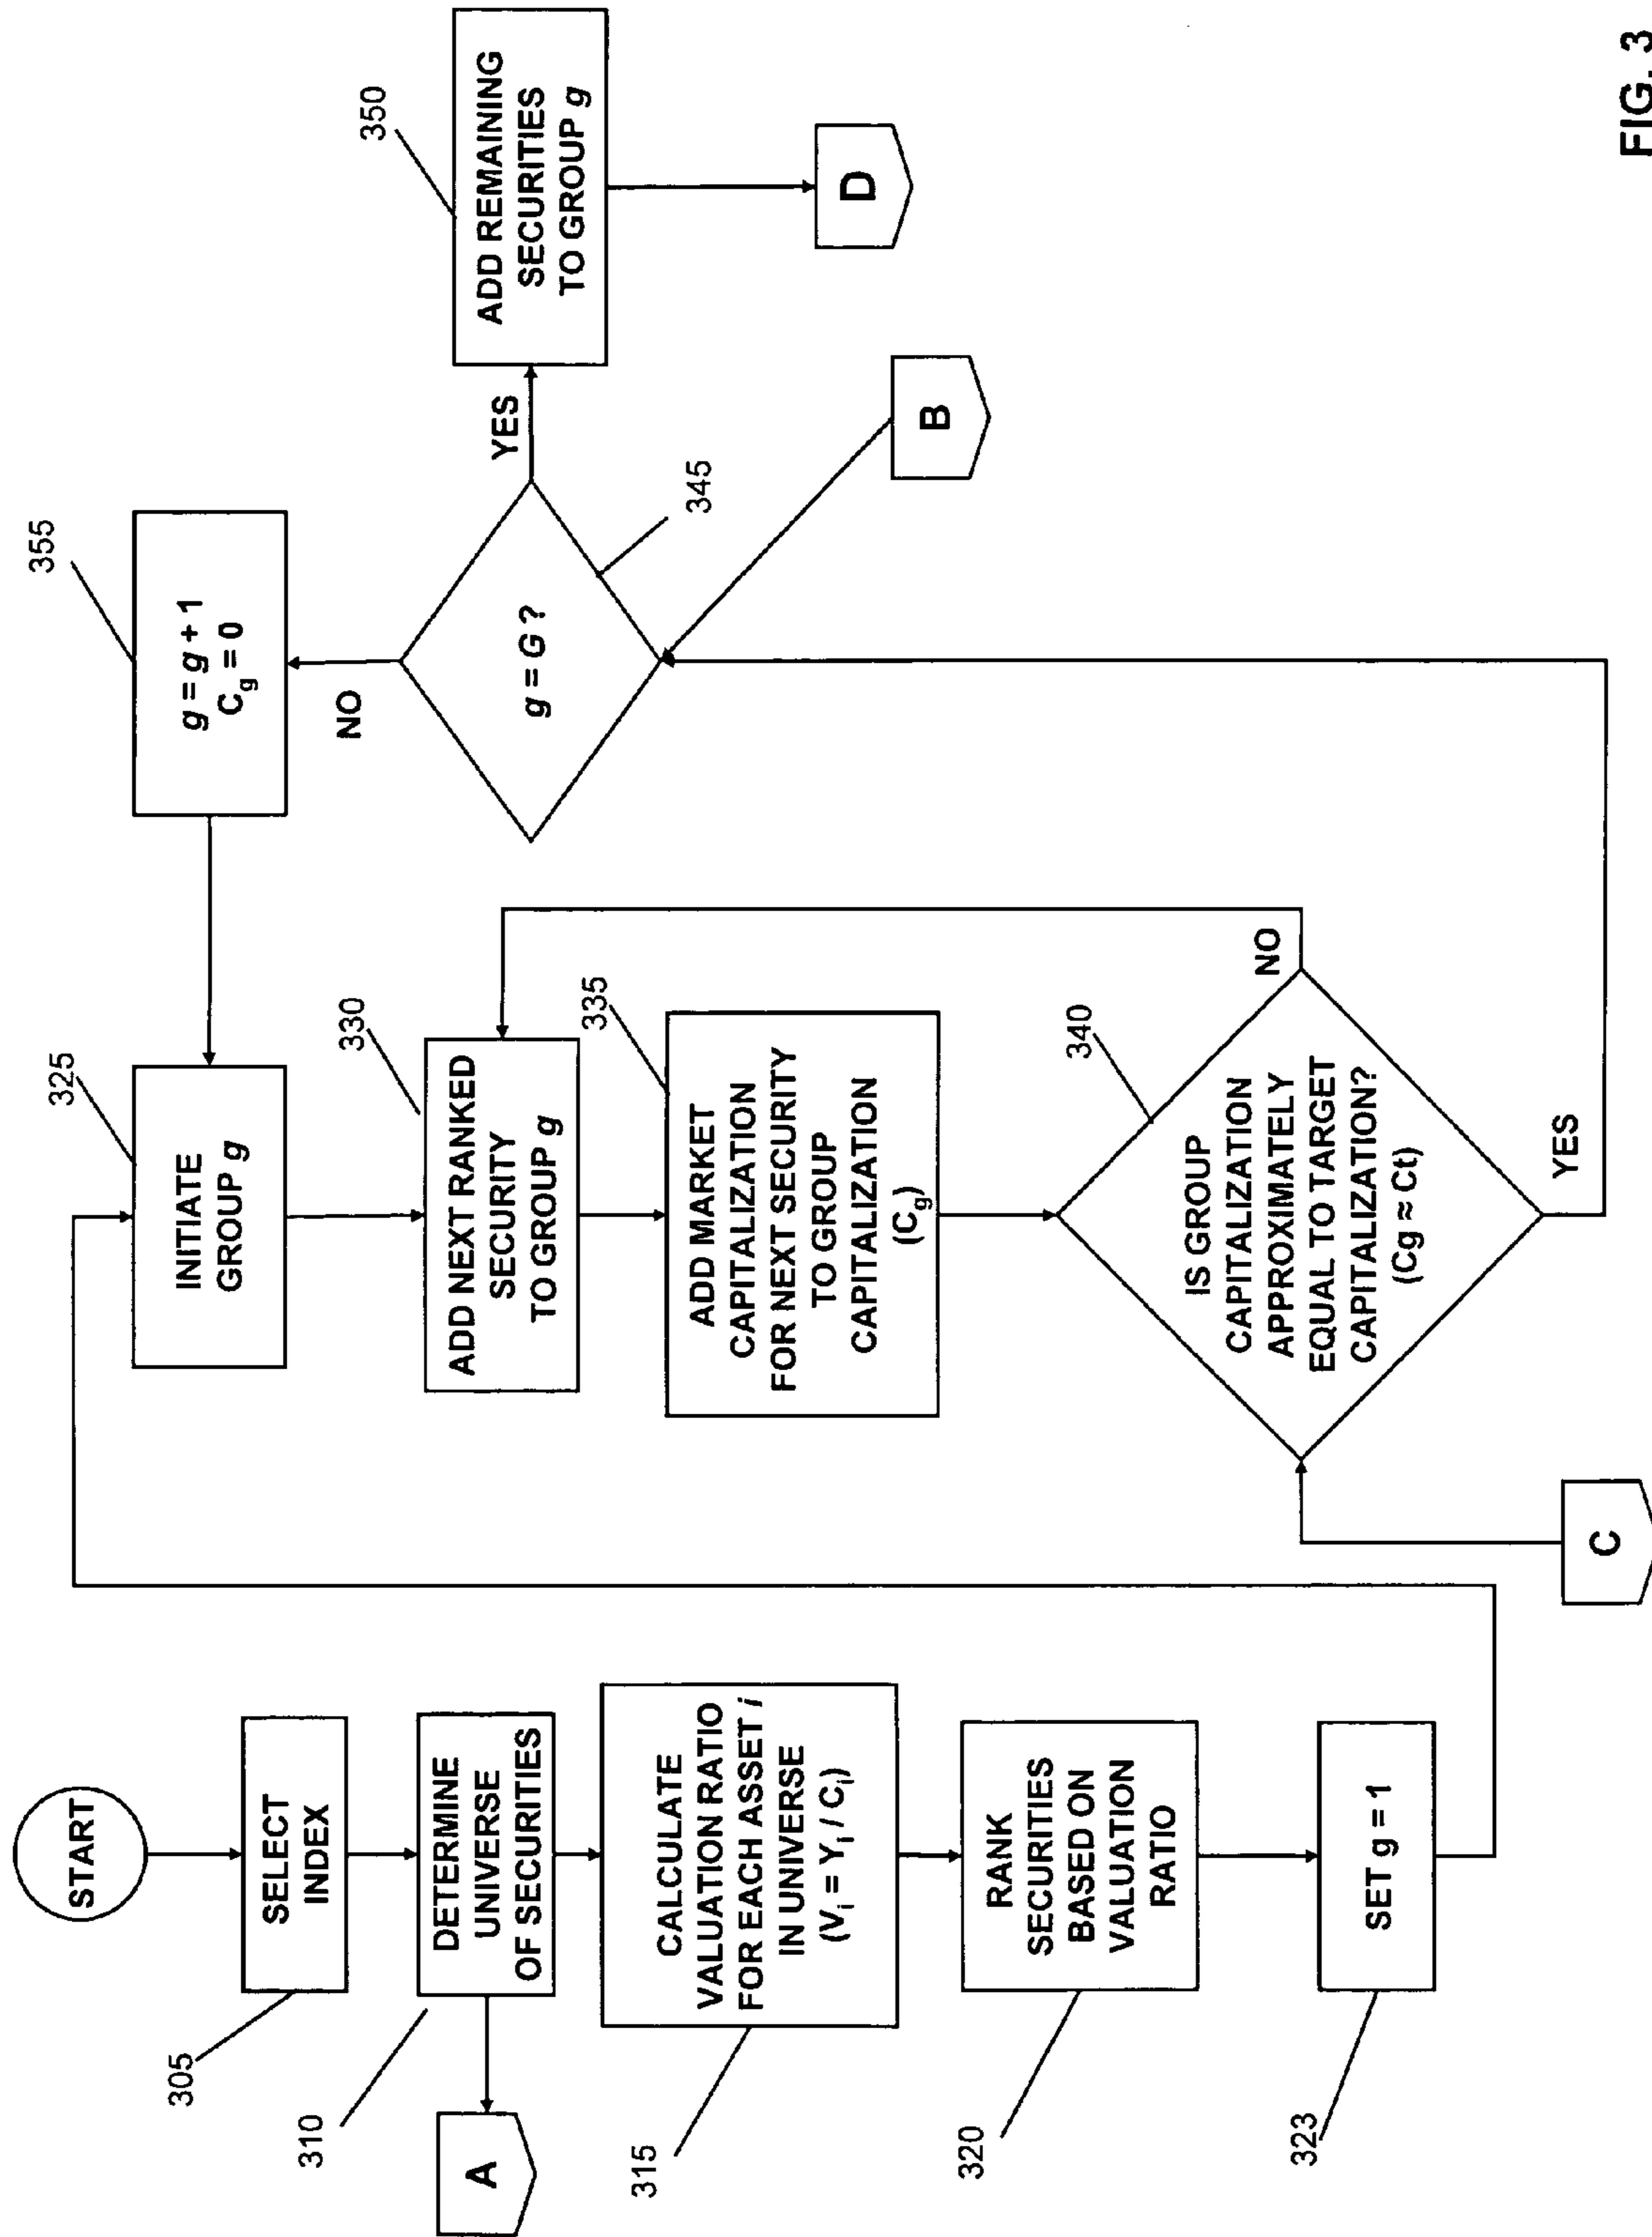 START
SELECT
INDEX
305
DETERMINE
UNIVERSE
OF SECURITIES
310
A
CALCULATE
VALUATION RATIO
FOR EACH ASSET i
IN UNIVERSE
(Vi = Yi / Ci)
315
RANK
SECURITIES
BASED ON
VALUATION
RATIO
320
SET g = 1
323
325
INITIATE
GROUP g
330
ADD NEXT RANKED
SECURITY
TO GROUP g
335
ADD MARKET
CAPITALIZATION
FOR NEXT SECURITY
TO GROUP
CAPITALIZATION
(Cg)
340
IS GROUP
CAPITALIZATION
APPROXIMATELY
EQUAL TO TARGET
CAPITALIZATION?
(Cg ≈ Ct)
NO
YES
C
355
g = g + 1
Cg = 0
NO
g = G ?
YES
345
B
350
ADD REMAINING
SECURITIES
TO GROUP g
D
FIG. 3